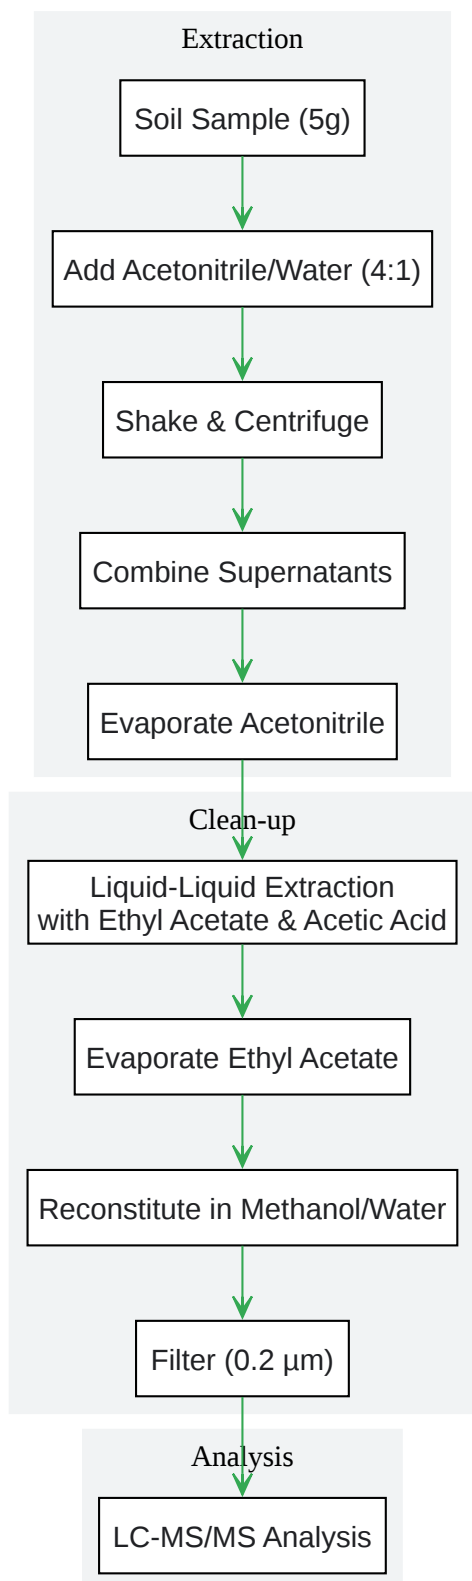 Extraction
Soil Sample (5g)
Add Acetonitrile/Water (4:1)
Shake & Centrifuge
Combine Supernatants
Evaporate Acetonitrile
Clean-up
Liquid-Liquid Extraction
with Ethyl Acetate & Acetic Acid
Evaporate Ethyl Acetate
Reconstitute in Methanol/Water
Filter (0.2 µm)
Analysis
LC-MS/MS Analysis